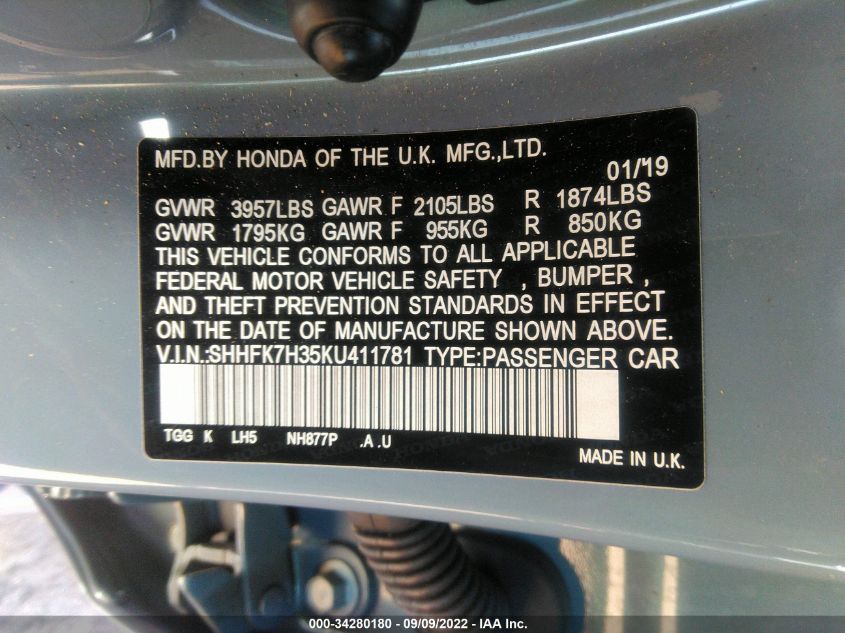 MFD.BY HONDA OF THE U.K. MFG.,LTD.
01/'19
GVWR 3957LBS GAWR F 2105LBS R 1874LBS
GVWR 1795KG GAWR F 955KG R 850KG
THIS VEHICLE CONFORMS TO ALL APPLICABLE
FEDERAL MOTOR VEHICLE SAFETY , BUMPER ,
AND THEFT PREVENTION STANDARDS IN EFFECT
ON THE DATE OF MANUFACTURE SHOWN ABOVE.
V.I.N.:SHHFK7H35KU411781 TYPE:PASSENGER CAR
TGG K LH5 NH877P .A .U
MADE IN U.K.
000-34280180 - 09/09/2022 - IAA Inc.